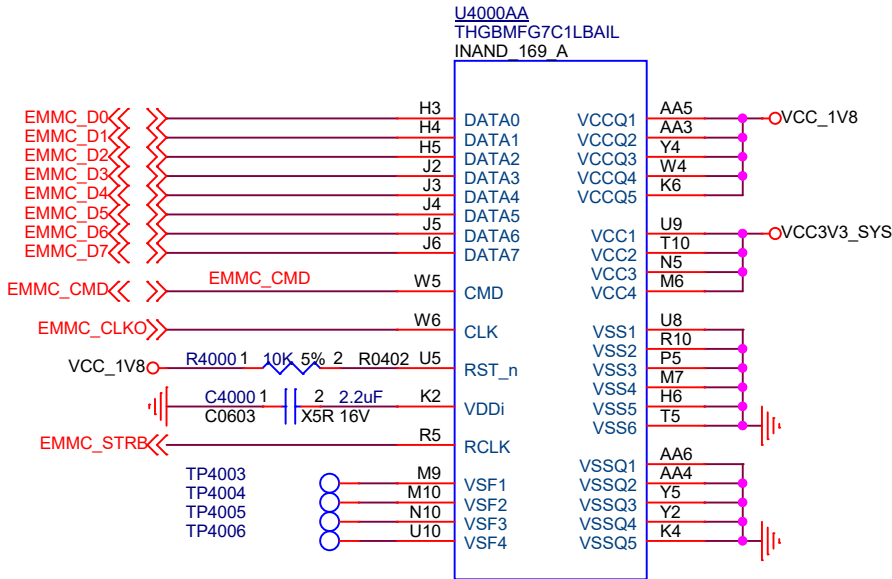 U4000AA
THGBMFG7C1LBAIL
INAND_169_A
EMMC_D0 H3 DATA0 VCCQ1 AA5 VCC_1V8
EMMC_D1 H4 DATA1 VCCQ2 AA3
EMMC_D2 H5 DATA2 VCCQ3 Y4
EMMC_D3 J2 DATA3 VCCQ4 W4
EMMC_D4 J3 DATA4 VCCQ5 K6
EMMC_D5 J4 DATA5
EMMC_D6 J5 DATA6 VCC1 U9 VCC3V3_SYS
EMMC_D7 J6 DATA7 VCC2 T10
VCC3 N5
EMMC_CMD EMMC_CMD W5 CMD VCC4 M6
EMMC_CLKO W6 CLK VSS1 U8
VSS2 R10
VCC_1V8 R4000 1 10K 5% 2 R0402 U5 RST_n VSS3 P5
VSS4 M7
C4000 1 2 2.2uF K2 VDDi VSS5 H6
C0603 X5R 16V
VSS6 T5
EMMC_STRB R5 RCLK
VSSQ1 AA6
TP4003 M9 VSF1 VSSQ2 AA4
TP4004 M10 VSF2 VSSQ3 Y5
TP4005 N10 VSF3 VSSQ4 Y2
TP4006 U10 VSF4 VSSQ5 K4